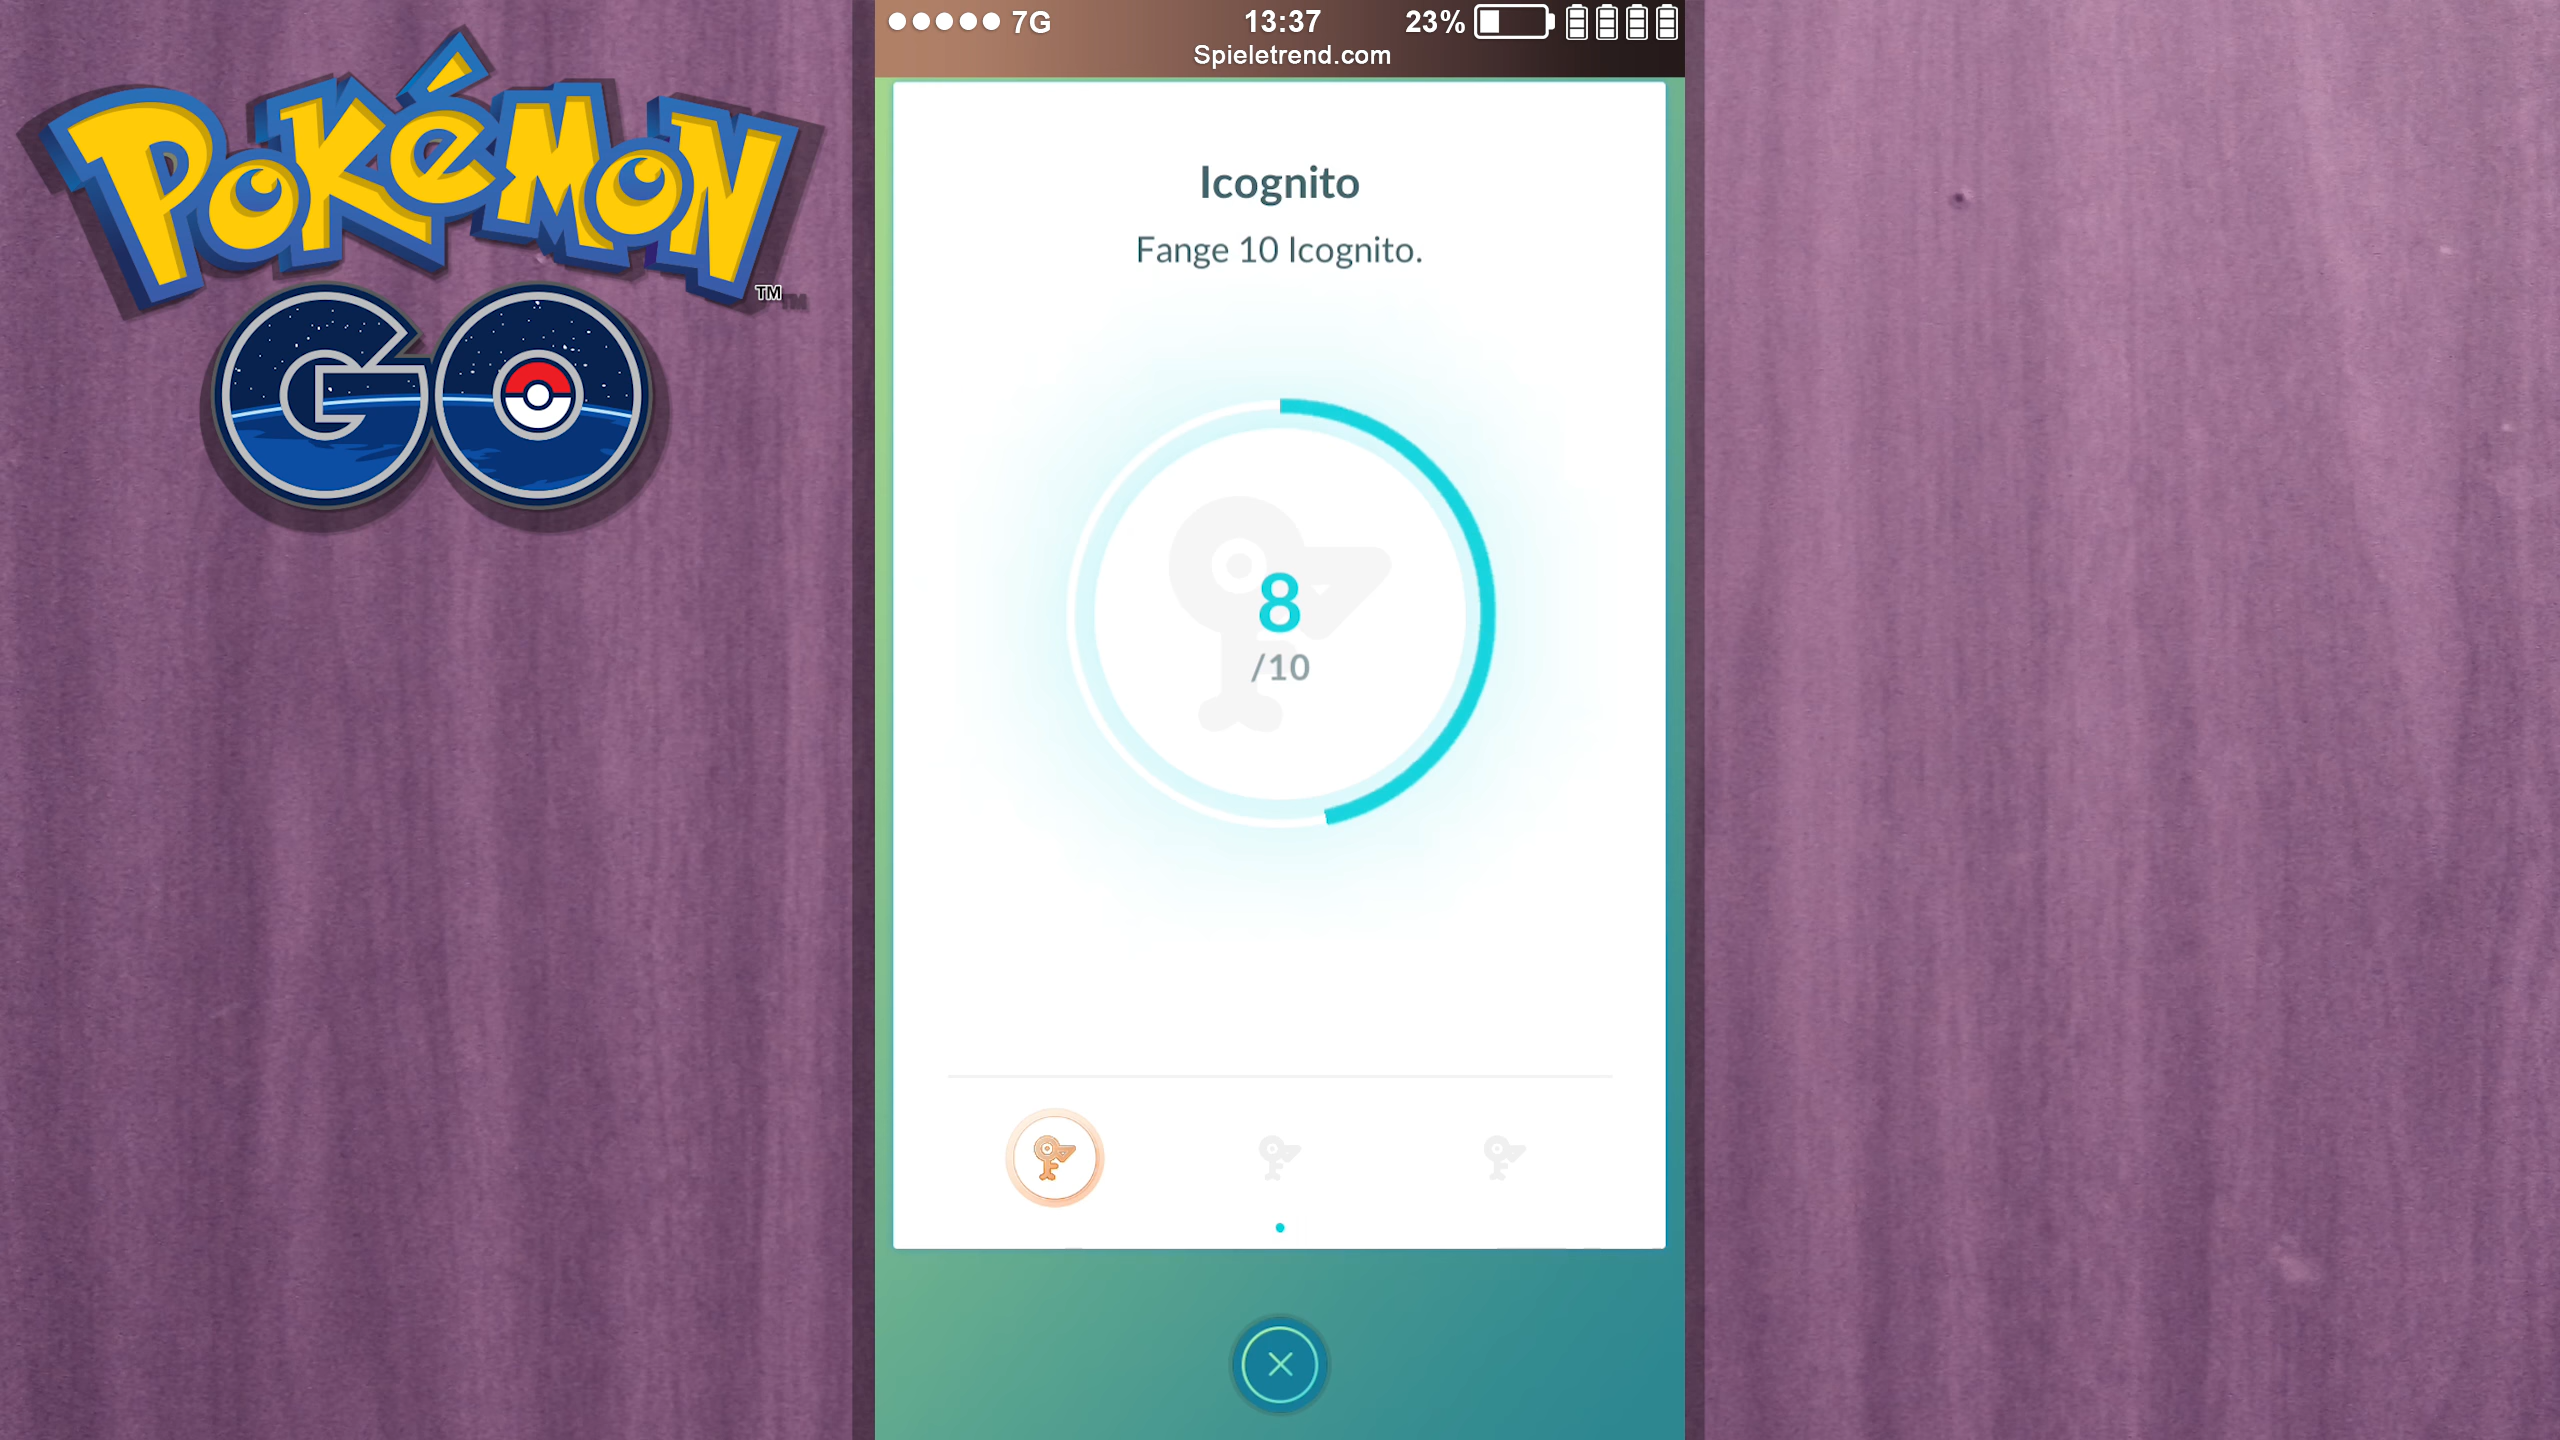 POKéMON
TM
GO
7G 13:37 23%
Spieletrend.com
Icognito
Fange 10 Icognito.
8
/10